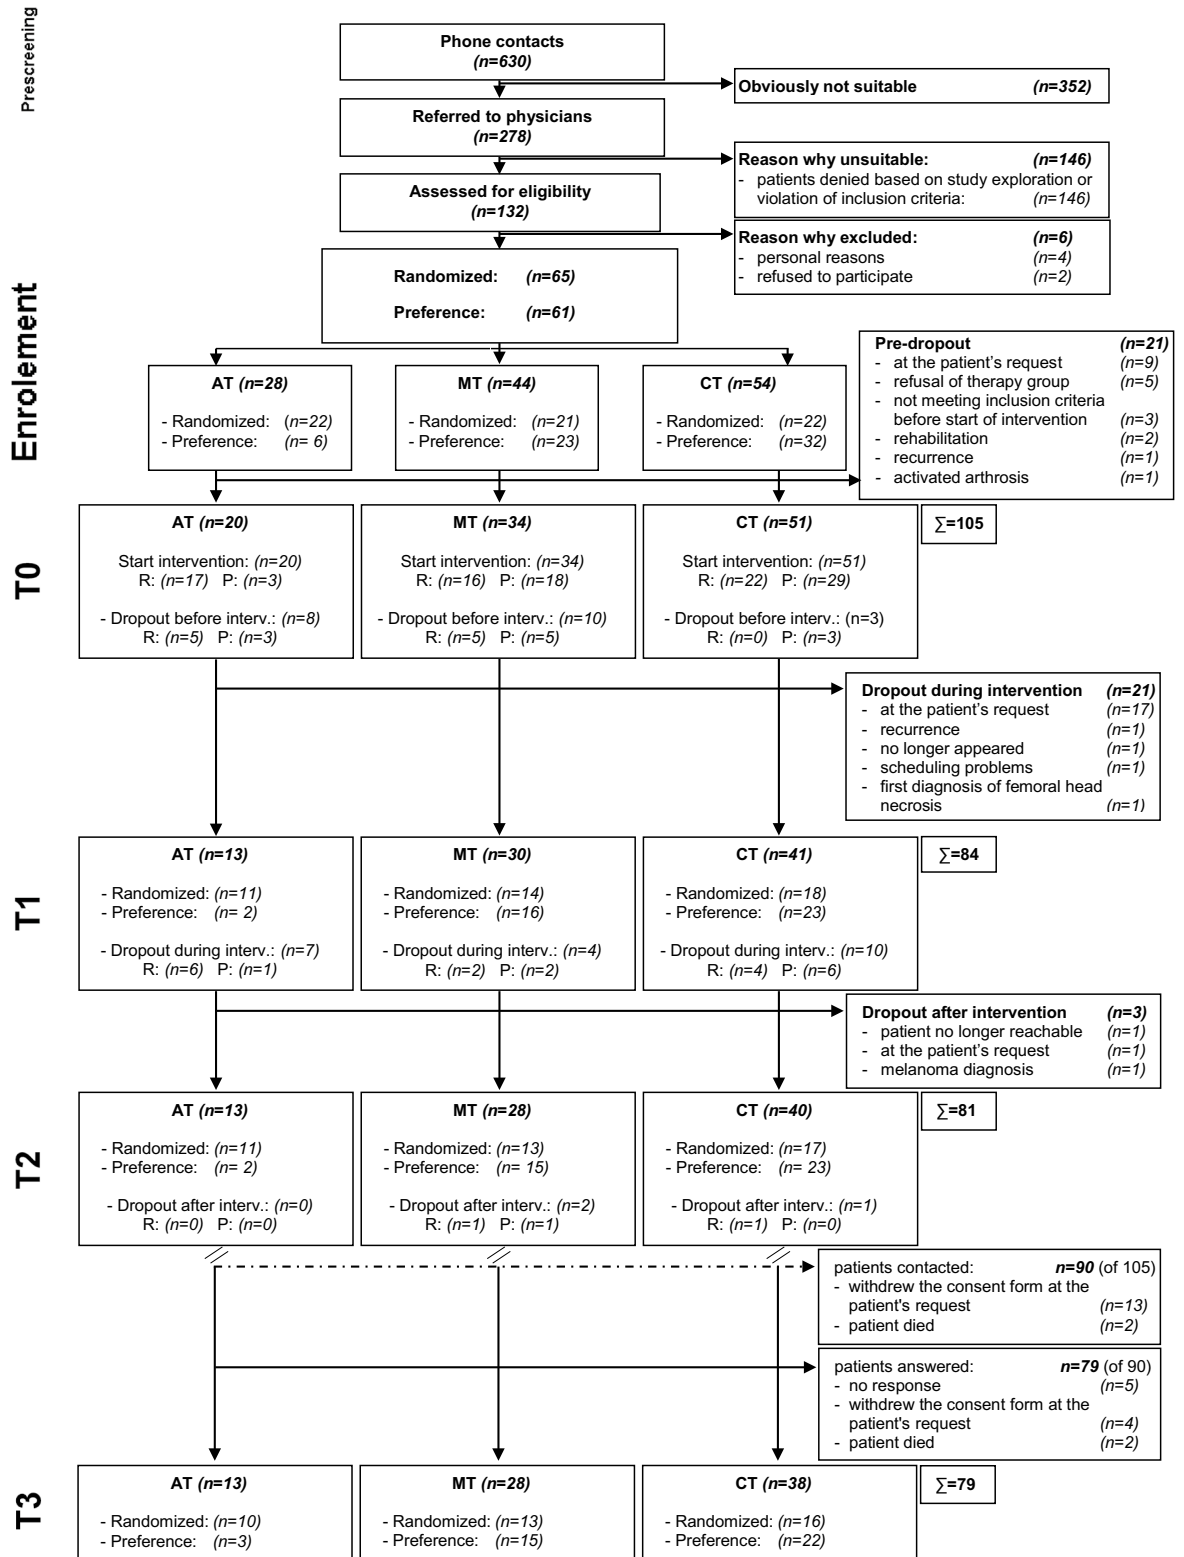 Prescreening
Phone contacts
(n=630)
Obviously not suitable (n=352)
Referred to physicians
(n=278)
Reason why unsuitable: (n=146)
- patients denied based on study exploration or
violation of inclusion criteria: (n=146)
Assessed for eligibility
(n=132)
Reason why excluded: (n=6)
- personal reasons (n=4)
- refused to participate (n=2)
Enrolement
Randomized: (n=65)
Preference: (n=61)
Pre-dropout (n=21)
- at the patient's request (n=9)
- refusal of therapy group (n=5)
- not meeting inclusion criteria
before start of intervention (n=3)
- rehabilitation (n=2)
- recurrence (n=1)
- activated arthrosis (n=1)
AT (n=28)
- Randomized: (n=22)
- Preference: (n= 6)
MT (n=44)
- Randomized: (n=21)
- Preference: (n=23)
CT (n=54)
- Randomized: (n=22)
- Preference: (n=32)
T0
AT (n=20)
Start intervention: (n=20)
R: (n=17) P: (n=3)
- Dropout before interv.: (n=8)
R: (n=5) P: (n=3)
MT (n=34)
Start intervention: (n=34)
R: (n=16) P: (n=18)
- Dropout before interv.: (n=10)
R: (n=5) P: (n=5)
CT (n=51)
Start intervention: (n=51)
R: (n=22) P: (n=29)
- Dropout before interv.: (n=3)
R: (n=0) P: (n=3)
∑=105
Dropout during intervention (n=21)
- at the patient's request (n=17)
- recurrence (n=1)
- no longer appeared (n=1)
- scheduling problems (n=1)
- first diagnosis of femoral head
necrosis (n=1)
T1
AT (n=13)
- Randomized: (n=11)
- Preference: (n= 2)
- Dropout during interv.: (n=7)
R: (n=6) P: (n=1)
MT (n=30)
- Randomized: (n=14)
- Preference: (n=16)
- Dropout during interv.: (n=4)
R: (n=2) P: (n=2)
CT (n=41)
- Randomized: (n=18)
- Preference: (n=23)
- Dropout during interv.: (n=10)
R: (n=4) P: (n=6)
∑=84
Dropout after intervention (n=3)
- patient no longer reachable (n=1)
- at the patient's request (n=1)
- melanoma diagnosis (n=1)
T2
AT (n=13)
- Randomized: (n=11)
- Preference: (n= 2)
- Dropout after interv.: (n=0)
R: (n=0) P: (n=0)
MT (n=28)
- Randomized: (n=13)
- Preference: (n= 15)
- Dropout after interv.: (n=2)
R: (n=1) P: (n=1)
CT (n=40)
- Randomized: (n=17)
- Preference: (n= 23)
- Dropout after interv.: (n=1)
R: (n=1) P: (n=0)
∑=81
patients contacted: n=90 (of 105)
- withdrew the consent form at the
patient's request (n=13)
- patient died (n=2)
patients answered: n=79 (of 90)
- no response (n=5)
- withdrew the consent form at the
patient's request (n=4)
- patient died (n=2)
T3
AT (n=13)
- Randomized: (n=10)
- Preference: (n=3)
MT (n=28)
- Randomized: (n=13)
- Preference: (n=15)
CT (n=38)
- Randomized: (n=16)
- Preference: (n=22)
∑=79